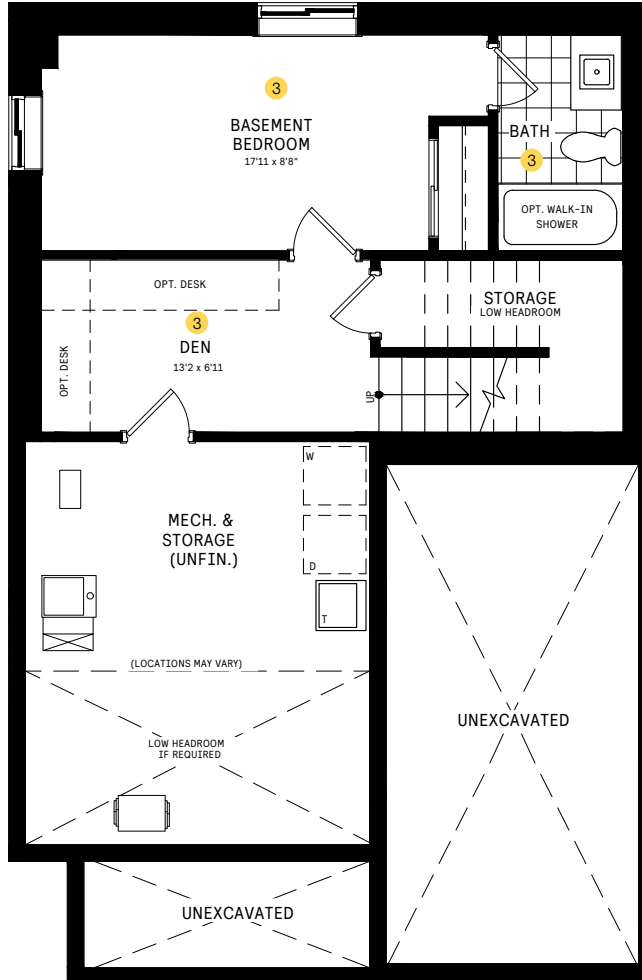 3
BASEMENT
BEDROOM
17'11 x 8'8"
BATH
3
OPT. WALK-IN
SHOWER
OPT. DESK
3
DEN
13'2 x 6'11
OPT. DESK
STORAGE
LOW HEADROOM
UP
W
MECH. &
STORAGE
(UNFIN.)
D
T
(LOCATIONS MAY VARY)
LOW HEADROOM
IF REQUIRED
UNEXCAVATED
UNEXCAVATED